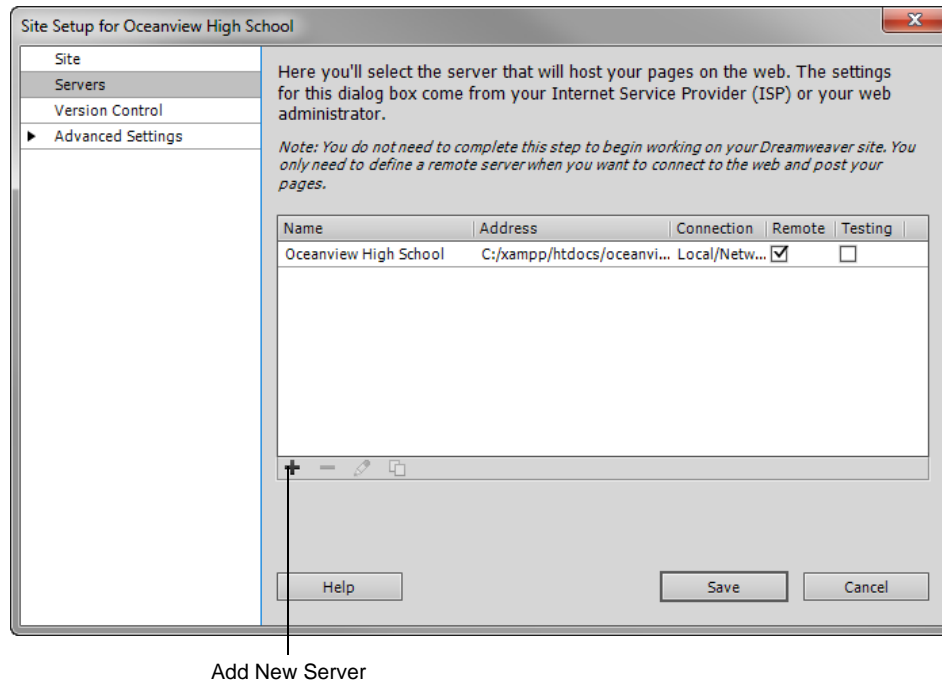 Site Setup for Oceanview High School
Site
Servers
Version Control
Advanced Settings
Here you'll select the server that will host your pages on the web. The settings
for this dialog box come from your Internet Service Provider (ISP) or your web
administrator.
Note: You do not need to complete this step to begin working on your Dreamweaver site. You
only need to define a remote server when you want to connect to the web and post your
pages.
Name Address Connection Remote Testing
Oceanview High School C:/xampp/htdocs/oceanvi... Local/Netw...
Help Save Cancel
Add New Server